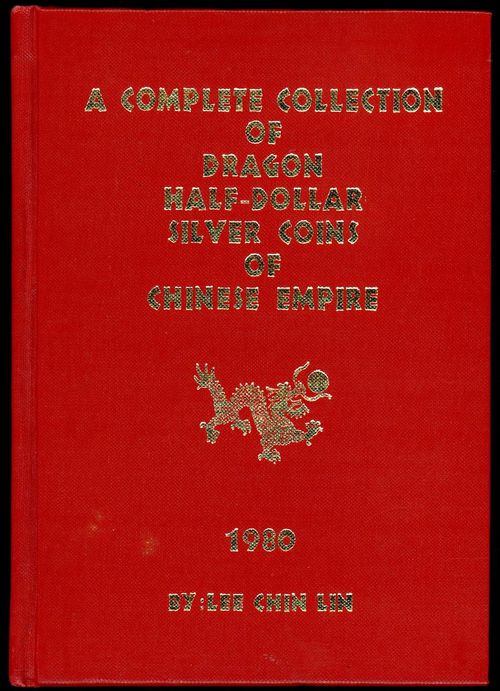 A COMPLETE COLLECTION
OF
DRAGON
HALF-DOLLAR
SILVER COINS
OF
CHINESE EMPIRE
1980
BY:LEE CHIN LIN